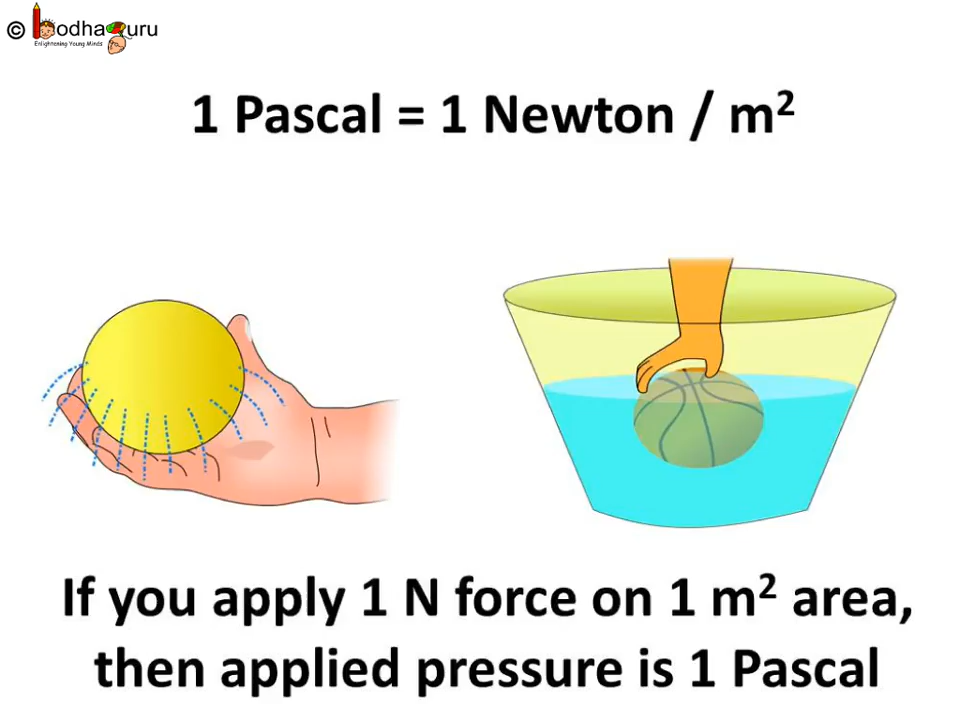 © BodhaGuru
Enlightening Young Minds
1 Pascal = 1 Newton / m²
If you apply 1 N force on 1 m² area,
then applied pressure is 1 Pascal